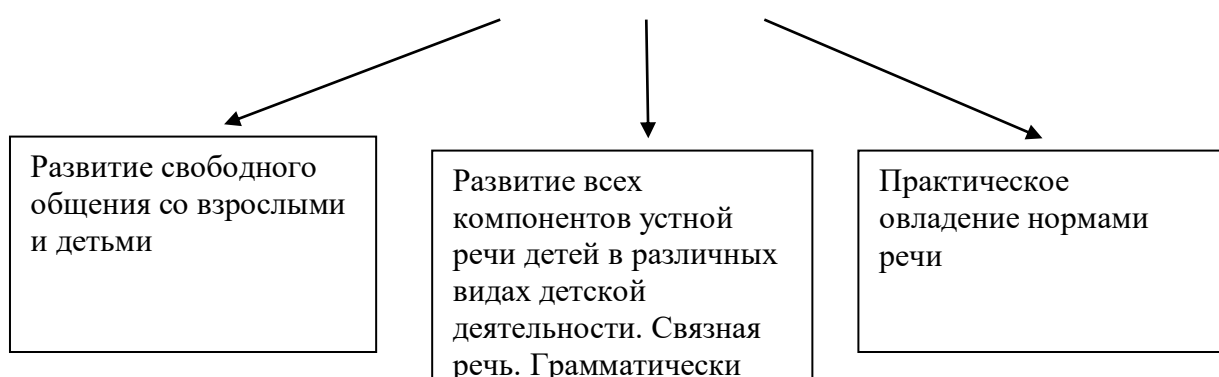 Развитие свободного
общения со взрослыми
и детьми
Развитие всех
компонентов устной
речи детей в различных
видах детской
деятельности. Связная
речь. Грамматически
Практическое
овладение нормами
речи